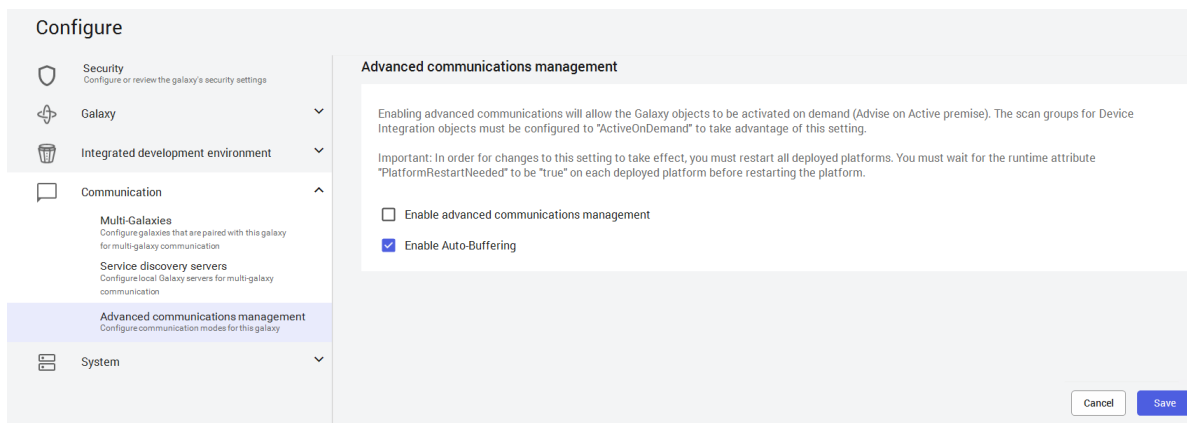 Configure
Security
Configure or review the galaxy's security settings
Galaxy
Integrated development environment
Communication
Multi-Galaxies
Configure galaxies that are paired with this galaxy
for multi-galaxy communication
Service discovery servers
Configure local Galaxy servers for multi-galaxy
communication
Advanced communications management
Configure communication modes for this galaxy
System
Advanced communications management
Enabling advanced communications will allow the Galaxy objects to be activated on demand (Advise on Active premise). The scan groups for Device
Integration objects must be configured to "ActiveOnDemand" to take advantage of this setting.
Important: In order for changes to this setting to take effect, you must restart all deployed platforms. You must wait for the runtime attribute
"PlatformRestartNeeded" to be "true" on each deployed platform before restarting the platform.
Enable advanced communications management
Enable Auto-Buffering
Cancel
Save